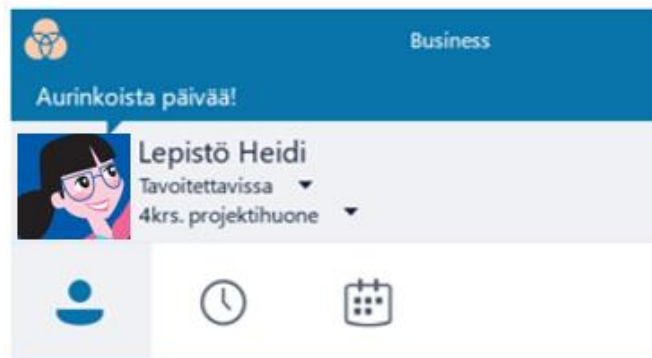 Business
Aurinkoista päivää!
Lepistö Heidi
Tavoitettavissa
4krs. projektihuone